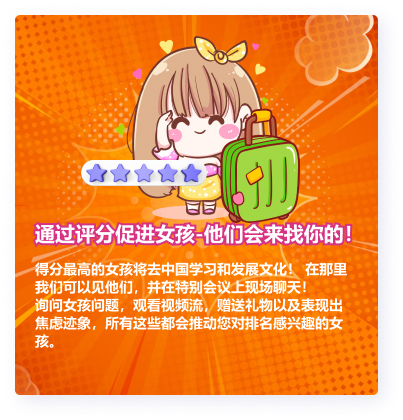 通过评分促进女孩-他们会来找你的！
得分最高的女孩将去中国学习和发展文化！ 在那里
我们可以见他们，并在特别会议上现场聊天！
询问女孩问题，观看视频流，赠送礼物以及表现出
焦虑迹象，所有这些都会推动您对排名感兴趣的女
孩。